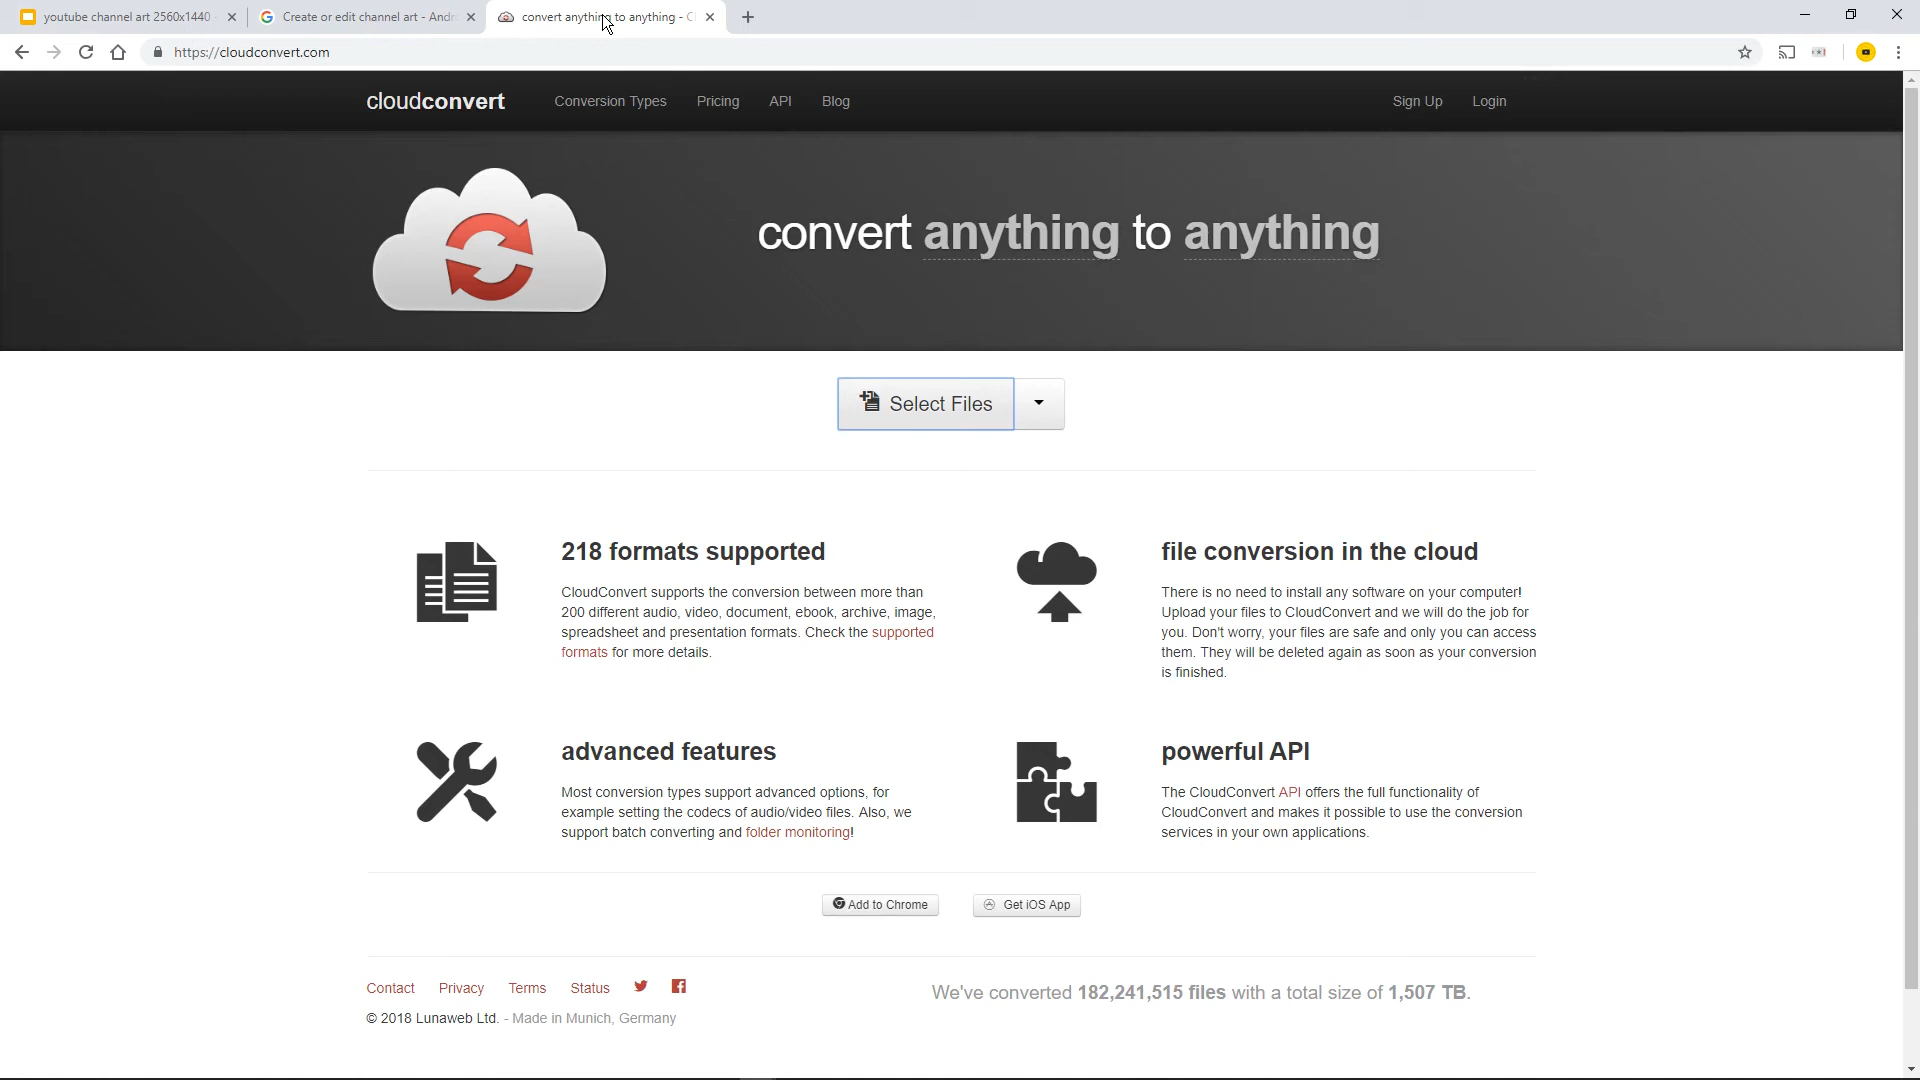 youtube channel art 2560x1440
Create or edit channel art - Andr
convert anything to anything - C
https://cloudconvert.com
cloudconvert
Conversion Types
Pricing
API
Blog
Sign Up
Login
convert anything to anything
Select Files
218 formats supported
CloudConvert supports the conversion between more than
200 different audio, video, document, ebook, archive, image,
spreadsheet and presentation formats. Check the supported
formats for more details.
file conversion in the cloud
There is no need to install any software on your computer!
Upload your files to CloudConvert and we will do the job for
you. Don't worry, your files are safe and only you can access
them. They will be deleted again as soon as your conversion
is finished.
advanced features
Most conversion types support advanced options, for
example setting the codecs of audio/video files. Also, we
support batch converting and folder monitoring!
powerful API
The CloudConvert API offers the full functionality of
CloudConvert and makes it possible to use the conversion
services in your own applications.
Add to Chrome
Get iOS App
Contact
Privacy
Terms
Status
We've converted 182,241,515 files with a total size of 1,507 TB.
© 2018 Lunaweb Ltd. - Made in Munich, Germany